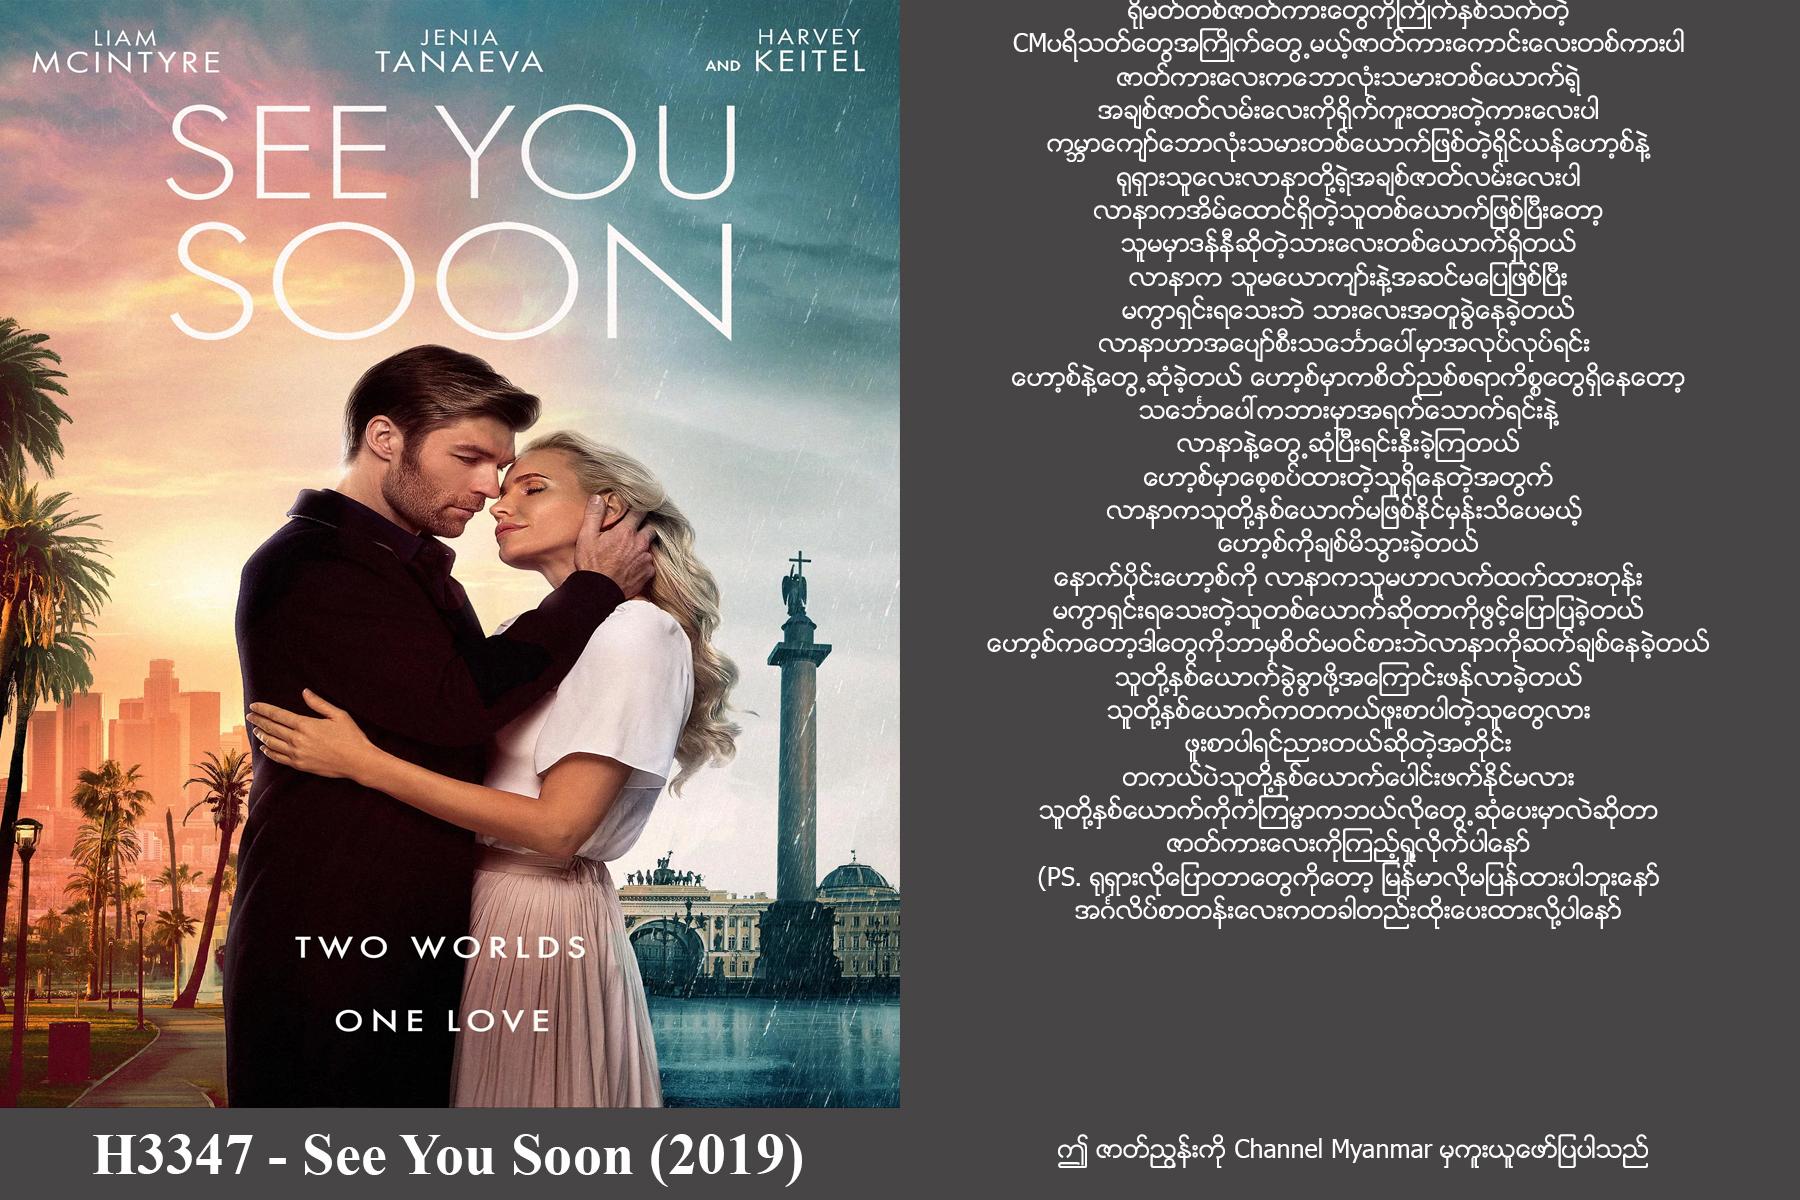 LIAM
MCINTYRE
JENIA
TANAEVA
HARVEY
AND KEITEL
SEE YOU
SOON
TWO WORLDS
ONE LOVE
H3347 - See You Soon (2019)
ရိုမတ်တစ်ဇာတ်ကားတွေကိုကြိုက်နှစ်သက်တဲ့
CMပရိသတ်တွေအကြိုက်တွေ့မယ့်ဇာတ်ကားကောင်းလေးတစ်ကားပါ
ဇာတ်ကားလေးကဘောလုံးသမားတစ်ယောက်ရဲ့
အချစ်ဇာတ်လမ်းလေးကိုရိုက်ကူးထားတဲ့ကားလေးပါ
ကမ္ဘာကျော်ဘောလုံးသမားတစ်ယောက်ဖြစ်တဲ့ရိုင်ယန်ဟော့စ်နဲ့
ရုရှားသူလေးလာနာတို့ရဲ့အချစ်ဇာတ်လမ်းလေးပါ
လာနာကအိမ်ထောင်ရှိတဲ့သူတစ်ယောက်ဖြစ်ပြီးတော့
သူမမှာဒန်နီဆိုတဲ့သားလေးတစ်ယောက်ရှိတယ်
လာနာက သူမယောကျာ်းနဲ့အဆင်မပြေဖြစ်ပြီး
မကွာရှင်းရသေးဘဲ သားလေးအတူခွဲနေခဲ့တယ်
လာနာဟာအပျော်စီးသင်္ဘောပေါ်မှာအလုပ်လုပ်ရင်း
ဟော့စ်နဲ့တွေ့ဆုံခဲ့တယ် ဟော့စ်မှာကစိတ်ညစ်စရာကိစ္စတွေရှိနေတော့
သင်္ဘောပေါ်ကဘားမှာအရက်သောက်ရင်းနဲ့
လာနာနဲ့တွေ့ဆုံပြီးရင်းနှီးခဲ့ကြတယ်
ဟော့စ်မှာစေ့စပ်ထားတဲ့သူရှိနေတဲ့အတွက်
လာနာကသူတို့နှစ်ယောက်မဖြစ်နိုင်မှန်းသိပေမယ့်
ဟော့စ်ကိုချစ်မိသွားခဲ့တယ်
နောက်ပိုင်းဟော့စ်ကို လာနာကသူမဟာလက်ထက်ထားတုန်း
မကွာရှင်းရသေးတဲ့သူတစ်ယောက်ဆိုတာကိုဖွင့်ပြောပြခဲ့တယ်
ဟော့စ်ကတော့ဒါတွေကိုဘာမှစိတ်မဝင်စားဘဲလာနာကိုဆက်ချစ်နေခဲ့တယ်
သူတို့နှစ်ယောက်ခွဲခွာဖို့အကြောင်းဖန်လာခဲ့တယ်
သူတို့နှစ်ယောက်ကတကယ်ဖူးစာပါတဲ့သူတွေလား
ဖူးစာပါရင်ညားတယ်ဆိုတဲ့အတိုင်း
တကယ်ပဲသူတို့နှစ်ယောက်ပေါင်းဖက်နိုင်မလား
သူတို့နှစ်ယောက်ကိုကံကြမ္မာကဘယ်လိုတွေ့ဆုံပေးမှာလဲဆိုတာ
ဇာတ်ကားလေးကိုကြည့်ရှုလိုက်ပါနော်
(PS. ရုရှားလိုပြောတာတွေကိုတော့ မြန်မာလိုမပြန်ထားပါဘူးနော်
အင်္ဂလိပ်စာတန်းလေးကတခါတည်းထိုးပေးထားလို့ပါနော်
ဤ ဇာတ်ညွှန်းကို Channel Myanmar မှကူးယူဖော်ပြပါသည်